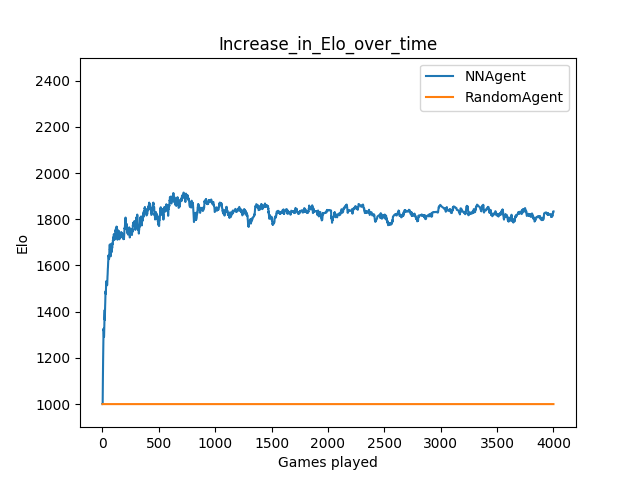 Increase_in_Elo_over_time
NNAgent
RandomAgent
2400
2200
2000
1800
1600
1400
1200
1000
Elo
0 500 1000 1500 2000 2500 3000 3500 4000
Games played